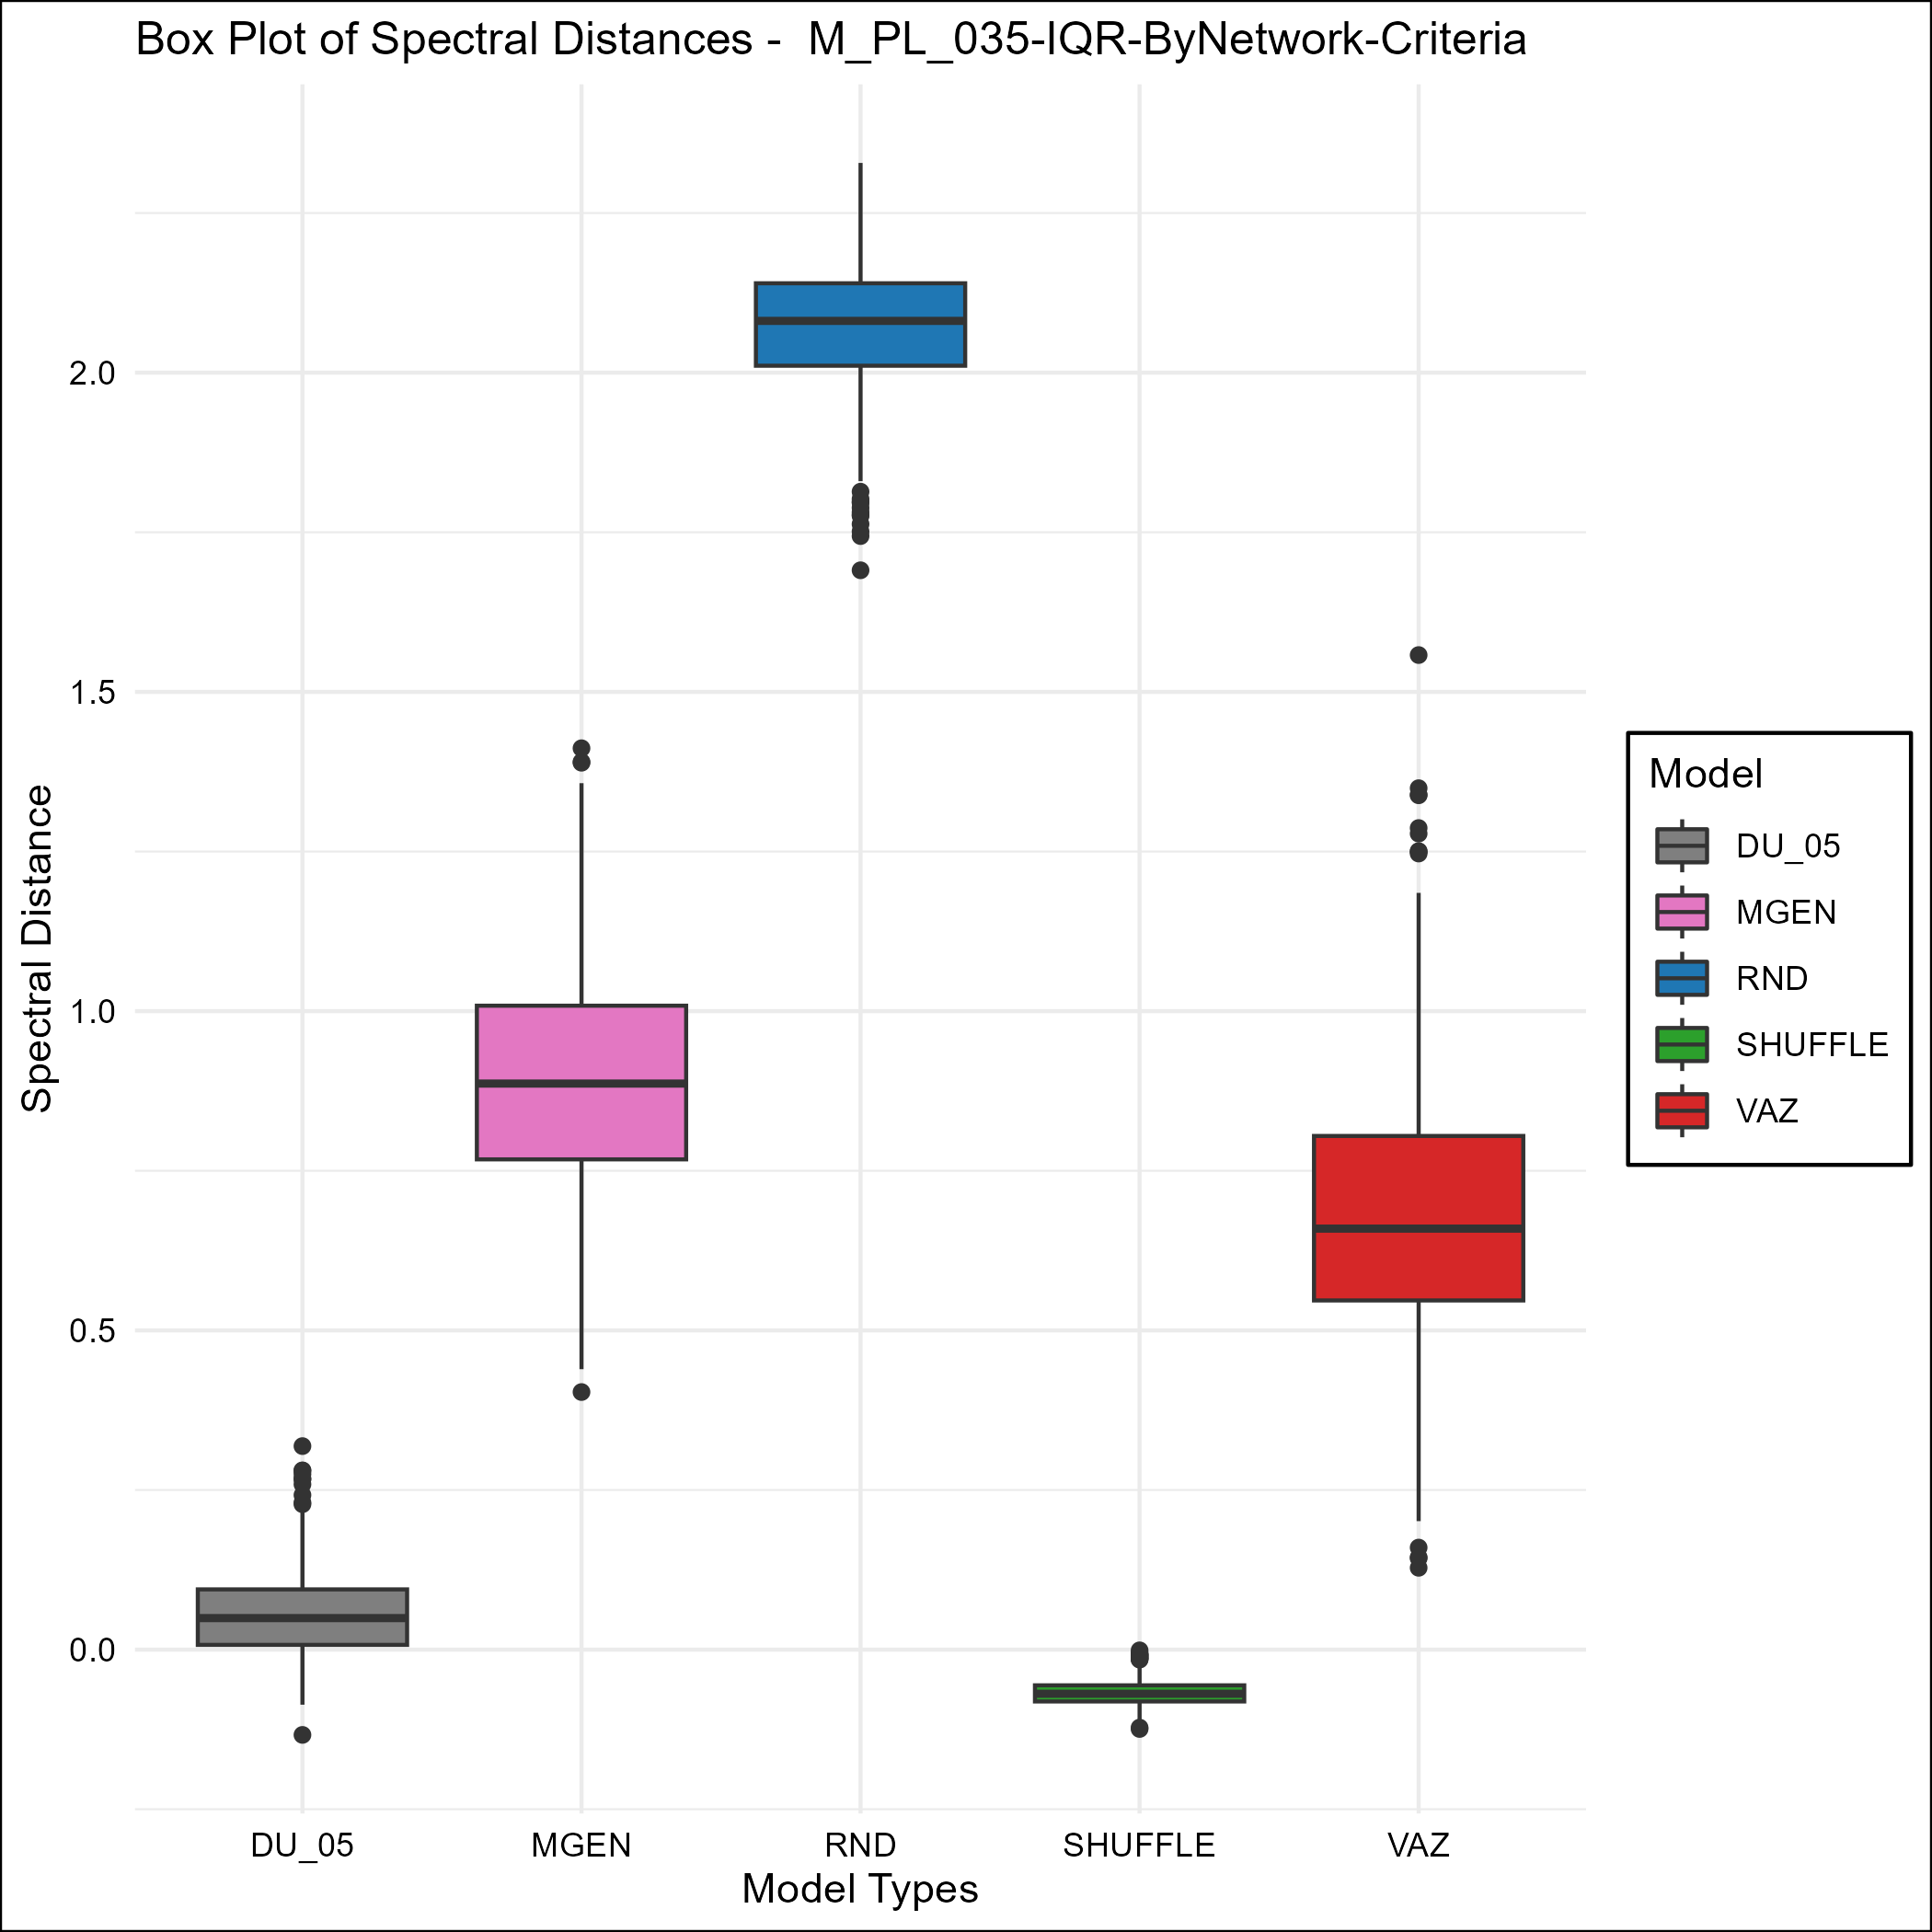 Box Plot of Spectral Distances -  M_PL_035-IQR-ByNetwork-Criteria
Spectral Distance
2.0
1.5
1.0
0.5
0.0
DU_05
MGEN
RND
SHUFFLE
VAZ
Model Types
Model
DU_05
MGEN
RND
SHUFFLE
VAZ